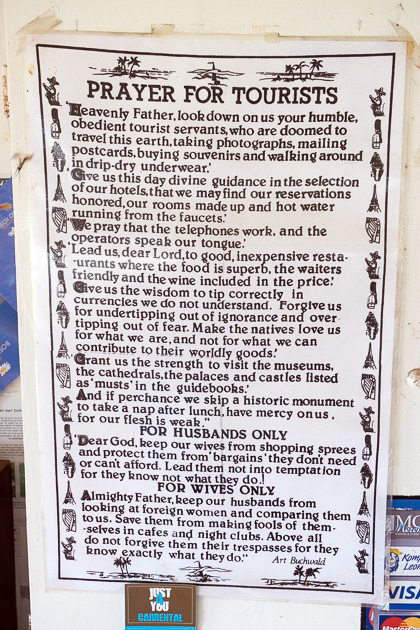 PRAYER FOR TOURISTS
Heavenly Father, look down on us your humble,
obedient tourist servants, who are doomed to
travel this earth, taking photographs, mailing
postcards, buying souvenirs and walking around
in drip-dry underwear.'
Give us this day divine guidance in the selection
of our hotels, that we may find our reservations
honored, our rooms made up and hot water
running from the faucets.'
We pray that the telephones work, and the
operators speak our tongue.'
'Lead us, dear Lord, to good, inexpensive resta-
-urants where the food is superb, the waiters
friendly and the wine included in the price.'
Give us the wisdom to tip correctly in
currencies we do not understand. Forgive us
for undertipping out of ignorance and over
tipping out of fear. Make the natives love us
for what we are, and not for what we can
contribute to their worldly goods.'
Grant us the strength to visit the museums,
the cathedrals, the palaces and castles listed
as 'musts' in the guidebooks.'
And if perchance we skip a historic monument
to take a nap after lunch, have mercy on us,
for our flesh is weak."
FOR HUSBANDS ONLY
'Dear God, keep our wives from shopping sprees
and protect them from 'bargains' they don't need
or can't afford. Lead them not into temptation
for they know not what they do.!
FOR WIVES ONLY
Almighty Father, keep our husbands from
looking at foreign women and comparing them
to us. Save them from making fools of them-
-selves in cafes and night clubs. Above all
do not forgive them their trespasses for they
know exactly what they do."
Art Buchwald
JUST
4
YOU
CARMENTAL
VISA
MasterCard